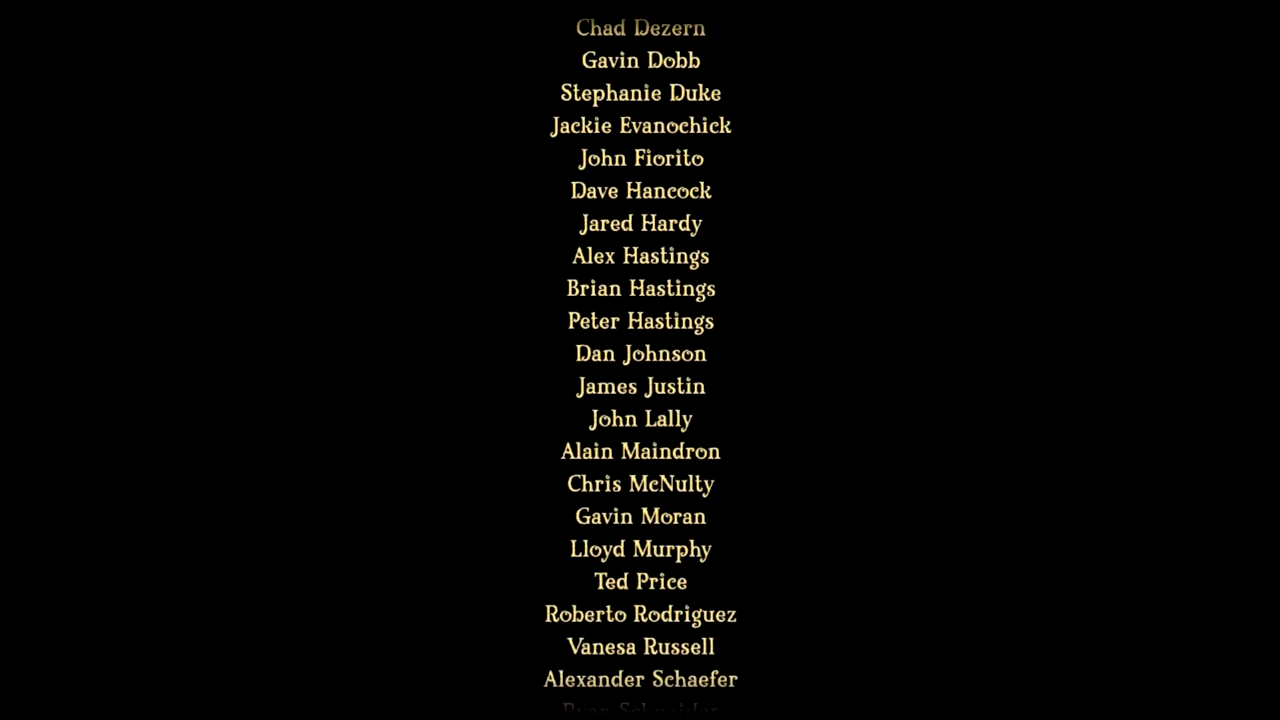 Chad Dezern
Gavin Dobb
Stephanie Duke
Jackie Evanochick
John Fiorito
Dave Hancock
Jared Hardy
Alex Hastings
Brian Hastings
Peter Hastings
Dan Johnson
James Justin
John Lally
Alain Maindron
Chris McNulty
Gavin Moran
Lloyd Murphy
Ted Price
Roberto Rodriguez
Vanesa Russell
Alexander Schaefer
Ryan Schneider